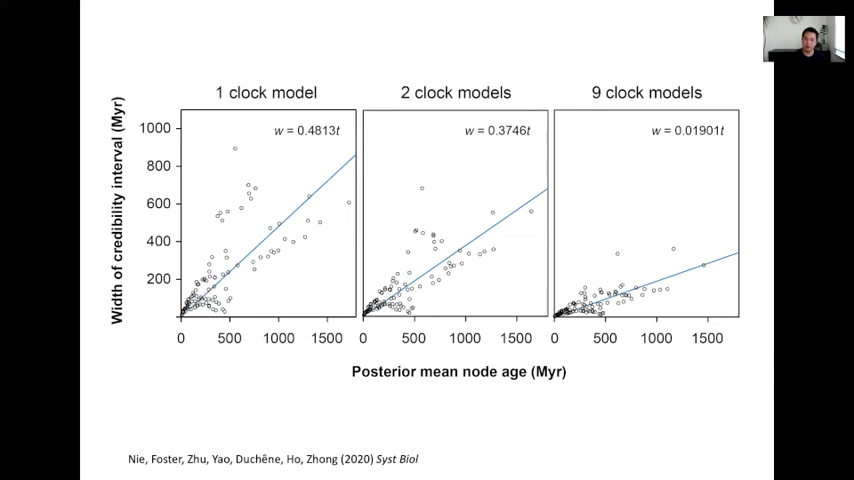 1 clock model
2 clock models
9 clock models
w = 0.4813t
w = 0.3746t
w = 0.01901t
Width of credibility interval (Myr)
1000
800
600
400
200
0 500 1000 1500
0 500 1000 1500
0 500 1000 1500
Posterior mean node age (Myr)
Nie, Foster, Zhu, Yao, Duchêne, Ho, Zhong (2020) Syst Biol